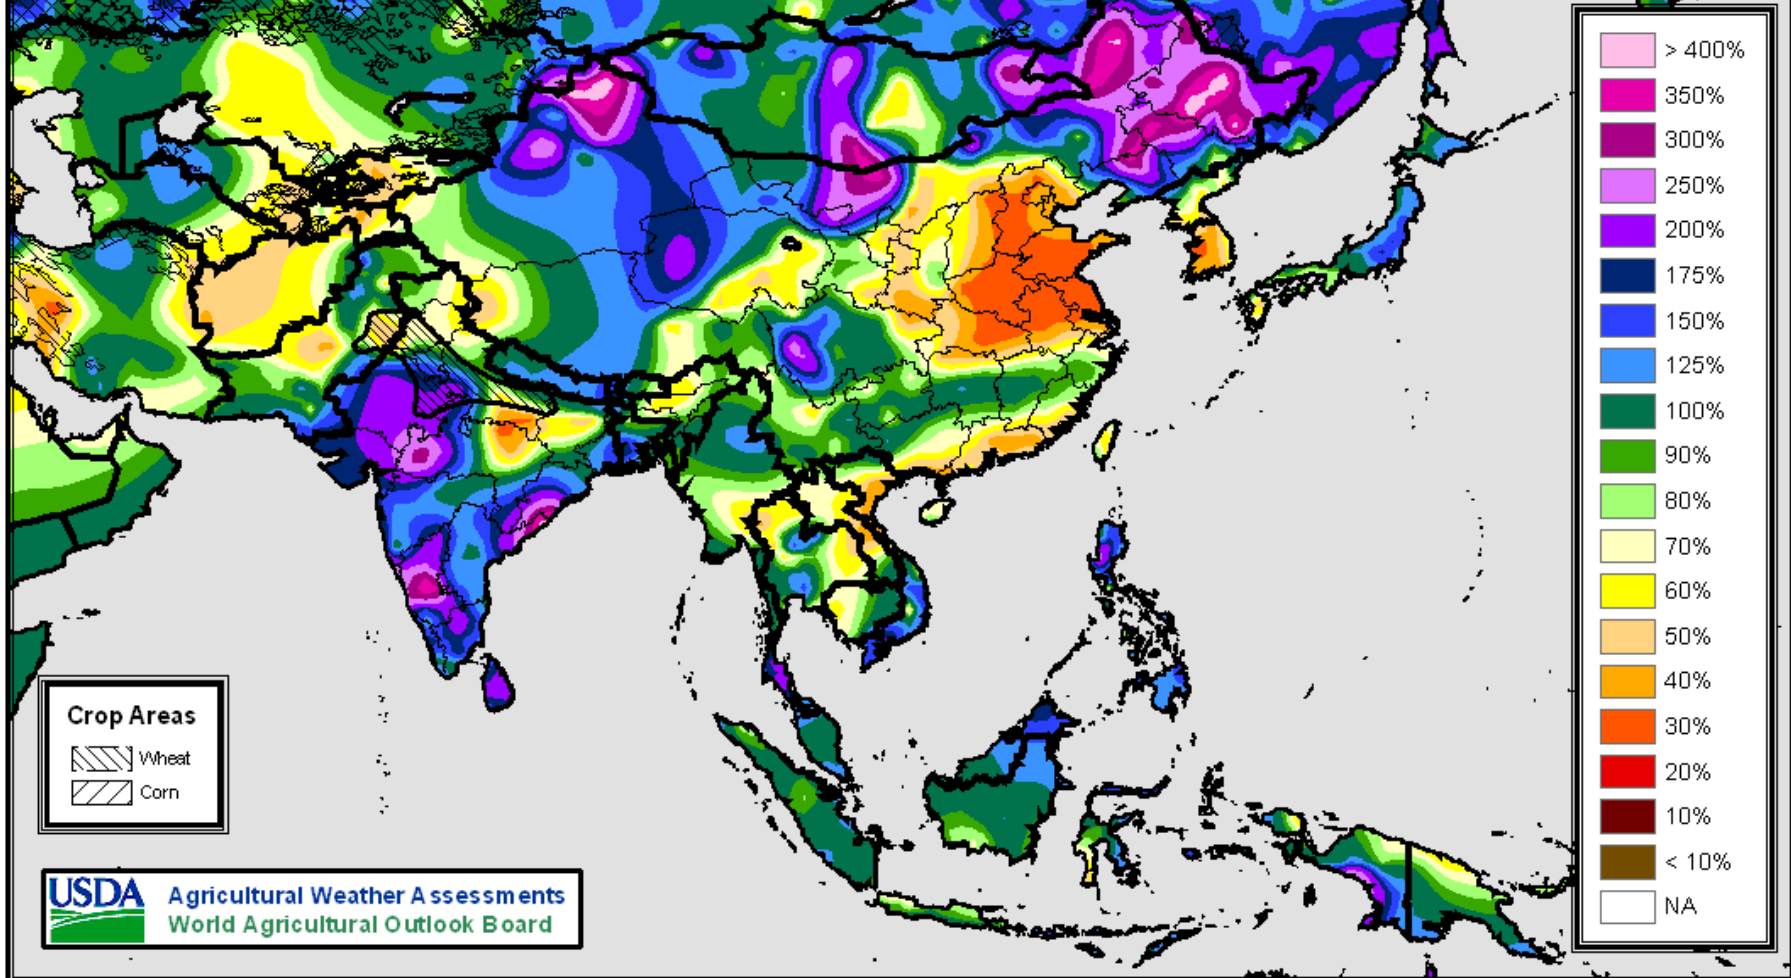 > 400%
350%
300%
250%
200%
175%
150%
125%
100%
90%
80%
70%
60%
50%
40%
30%
20%
10%
< 10%
NA
Crop Areas
Wheat
Corn
USDA
Agricultural Weather Assessments
World Agricultural Outlook Board